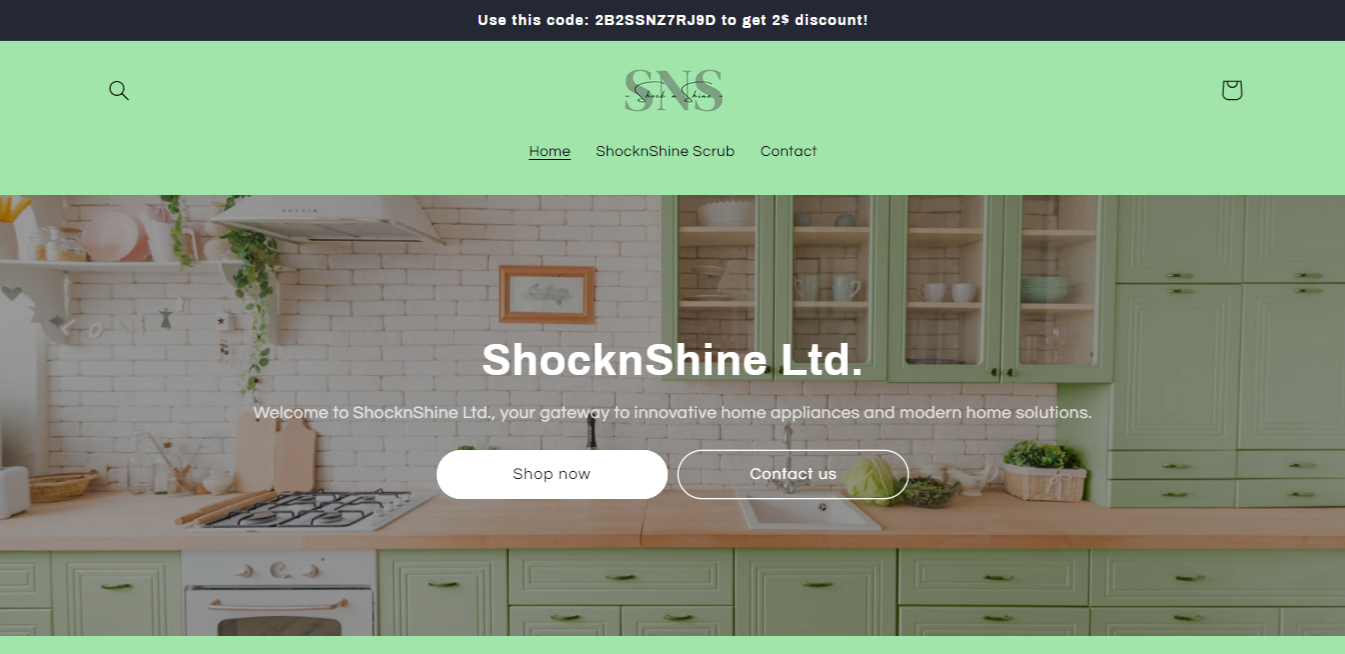 Use this code: 2B2SSNZ7RJ9D to get 2$ discount!
SNS
- Shock n Shine -
Home ShocknShine Scrub Contact
ShocknShine Ltd.
Welcome to ShocknShine Ltd., your gateway to innovative home appliances and modern home solutions.
Shop now Contact us